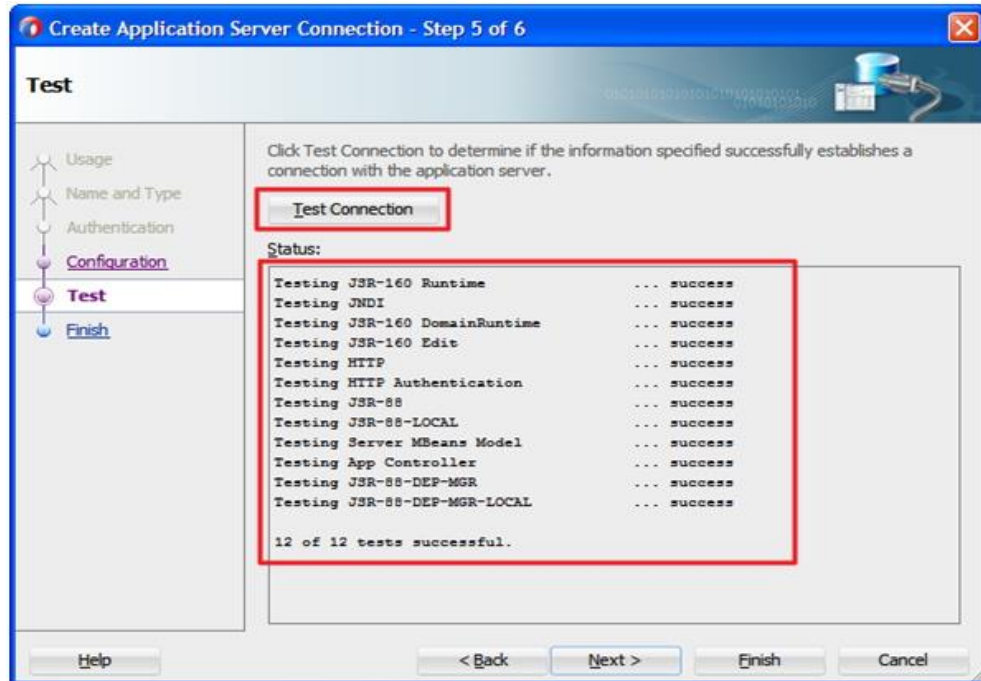 Create Application Server Connection - Step 5 of 6
Test
Usage
Name and Type
Authentication
Configuration
Test
Finish
Click Test Connection to determine if the information specified successfully establishes a
connection with the application server.
Test Connection
Status:
Testing JSR-160 Runtime ... success
Testing JNDI ... success
Testing JSR-160 DomainRuntime ... success
Testing JSR-160 Edit ... success
Testing HTTP ... success
Testing HTTP Authentication ... success
Testing JSR-88 ... success
Testing JSR-88-LOCAL ... success
Testing Server MBeans Model ... success
Testing App Controller ... success
Testing JSR-88-DEP-MGR ... success
Testing JSR-88-DEP-MGR-LOCAL ... success
12 of 12 tests successful.
Help
< Back
Next >
Finish
Cancel